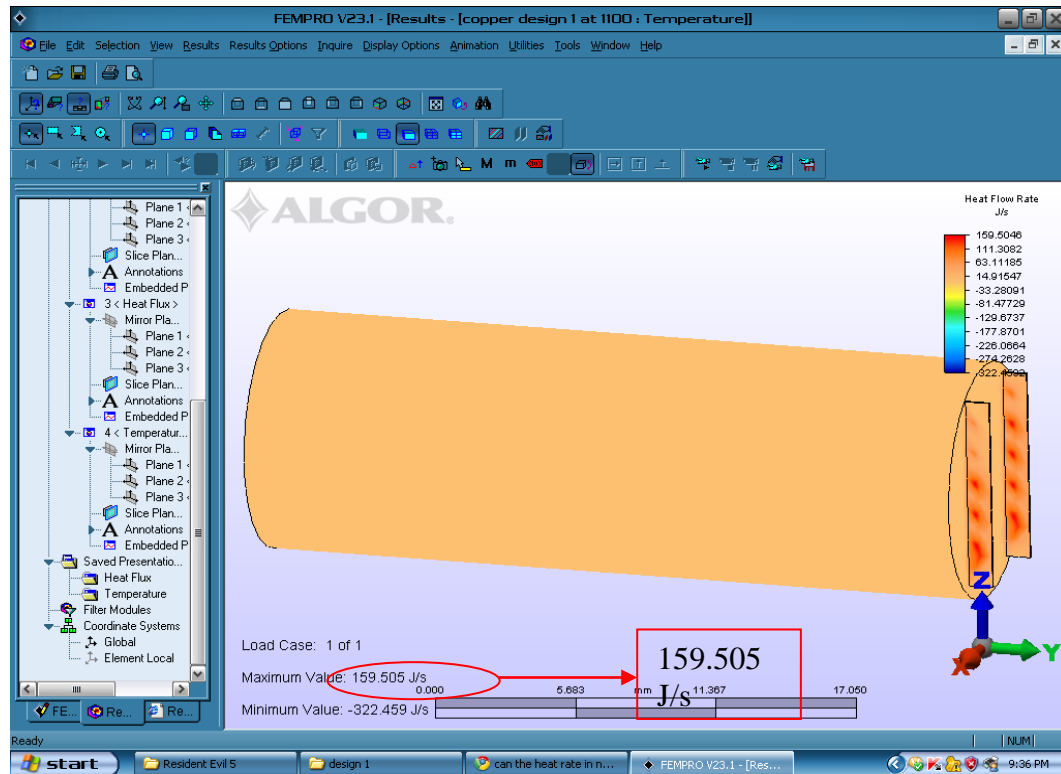 FEMPRO V23.1 - [Results - [copper design 1 at 1100 : Temperature]]
File Edit Selection View Results Results Options Inquire Display Options Animation Utilities Tools Window Help
M m
Plane 1
Plane 2
Plane 3
Slice Plan...
A Annotations
Embedded P
3 < Heat Flux >
Mirror Pla...
Plane 1
Plane 2
Plane 3
Slice Plan...
A Annotations
Embedded P
4 < Temperatur...
Mirror Pla...
Plane 1
Plane 2
Plane 3
Slice Plan...
A Annotations
Embedded P
Saved Presentatio...
Heat Flux
Temperature
Filter Modules
Coordinate Systems
Global
Element Local
FE... Re... Re...
ALGOR®
Heat Flow Rate
J/s
159.5046
111.3082
63.11185
14.91547
-33.28091
-81.47729
-129.6737
-177.8701
-226.0664
-274.2628
-322.4592
Z
Y
X
Load Case: 1 of 1
Maximum Value: 159.505 J/s
Minimum Value: -322.459 J/s
0.000 5.683 mm 11.367 17.050
159.505
J/s
Ready NUM
start Resident Evil 5 design 1 can the heat rate in n... FEMPRO V23.1 - [Res... 9:36 PM